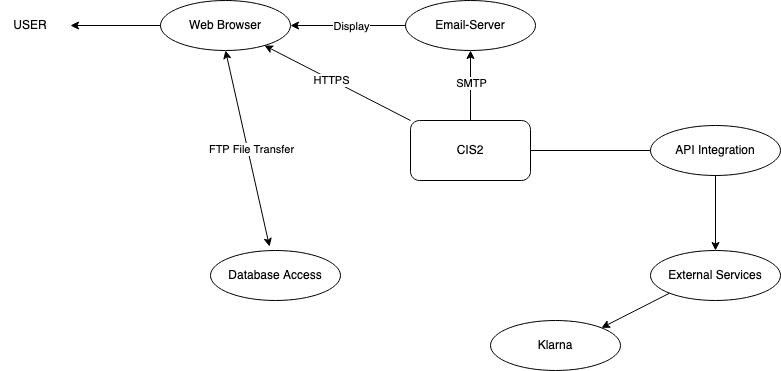 USER
Web Browser
Display
Email-Server
HTTPS
SMTP
FTP File Transfer
CIS2
API Integration
Database Access
External Services
Klarna